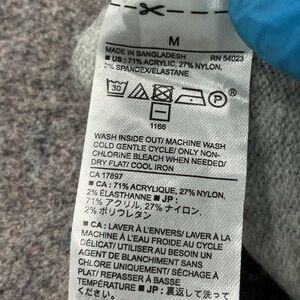 M
MADE IN BANGLADESH RN 54023
■ US : 71% ACRYLIC, 27% NYLON,
2% SPANDEX/ELASTANE
30 P
1166
WASH INSIDE OUT/ MACHINE WASH
COLD GENTLE CYCLE/ ONLY NON-
CHLORINE BLEACH WHEN NEEDED/
DRY FLAT/ COOL IRON
CA 17897
■ CA : 71% ACRYLIQUE, 27% NYLON,
2% ÉLASTHANNE ■ JP :
71% アクリル, 27% ナイロン,
2% ポリウレタン
■ CA : LAVER À L'ENVERS/ LAVER À LA
MACHINE À L'EAU FROIDE AU CYCLE
DÉLICAT/ UTILISER AU BESOIN UN
AGENT DE BLANCHIMENT SANS
CHLORE UNIQUEMENT/ SÉCHAGE À
PLAT/ REPASSER À BASSE
TEMPÉRATURE ■ JP : 裏返して洗って